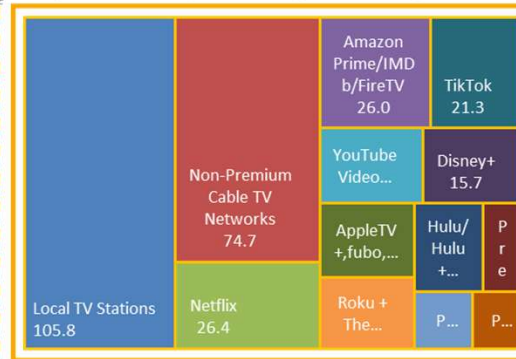 Local TV Stations
105.8
Non-Premium
Cable TV
Networks
74.7
Netflix
26.4
Amazon
Prime/IMD
b/FireTV
26.0
TikTok
21.3
YouTube
Video...
Disney+
15.7
AppleTV
+,fubo,...
Hulu/
Hulu
+...
P
r
e
Roku +
The...
P...
P...